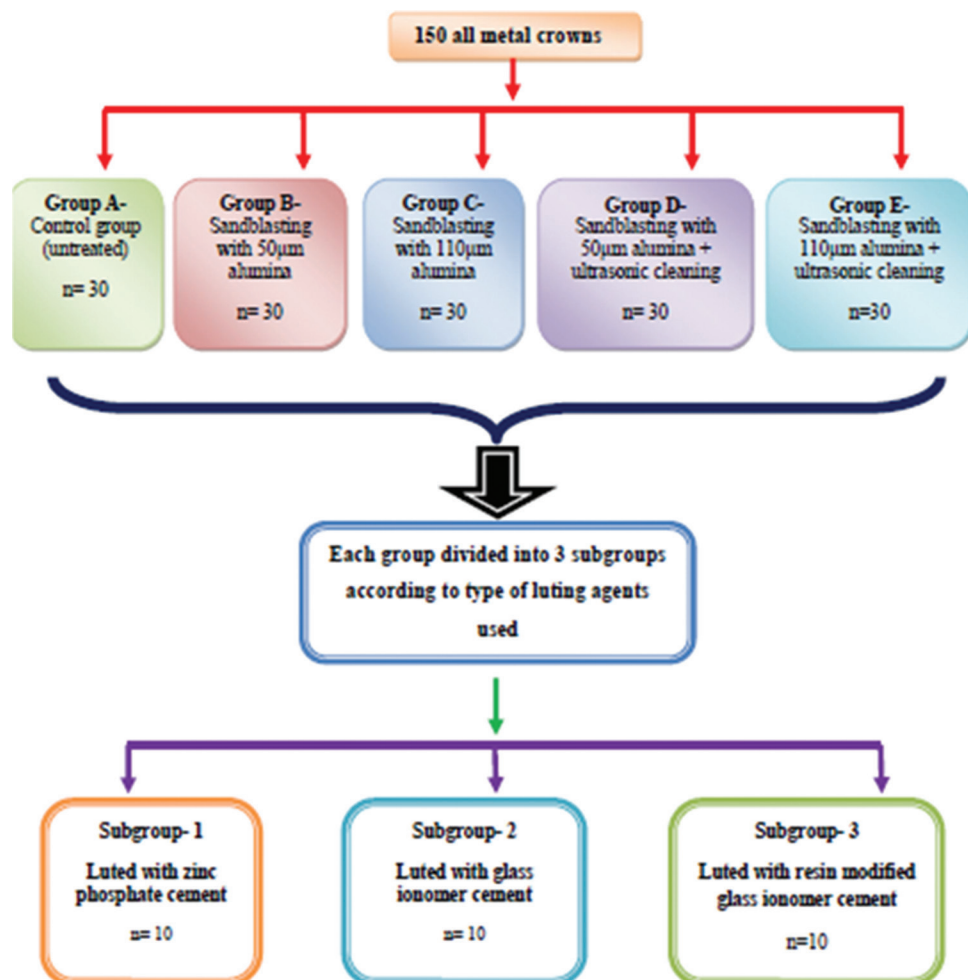 150 all metal crowns
Group A-
Control group
(untreated)
n= 30
Group B-
Sandblasting
with 50µm
alumina
n= 30
Group C-
Sandblasting
with 110µm
alumina
n= 30
Group D-
Sandblasting with
50µm alumina +
ultrasonic cleaning
n= 30
Group E-
Sandblasting with
110µm alumina +
ultrasonic cleaning
n=30
Each group divided into 3 subgroups
according to type of luting agents
used
Subgroup- 1
Luted with zinc
phosphate cement
n= 10
Subgroup- 2
Luted with glass
ionomer cement
n= 10
Subgroup- 3
Luted with resin modified
glass ionomer cement
n=10